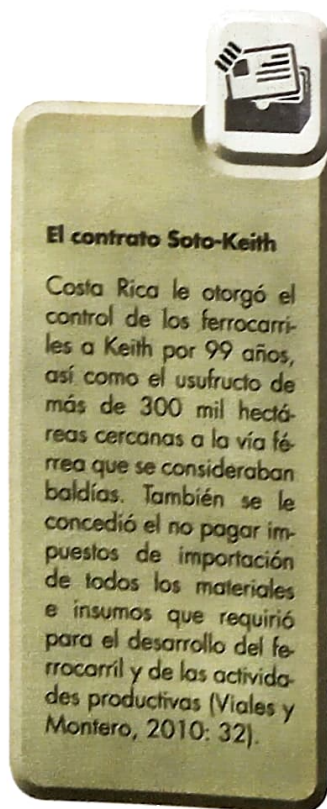 El contrato Soto-Keith
Costa Rica le otorgó el
control de los ferrocarri-
les a Keith por 99 años,
así como el usufructo de
más de 300 mil hectá-
reas cercanas a la vía fé-
rrea que se consideraban
baldías. También se le
concedió el no pagar im-
puestos de importación
de todos los materiales
e insumos que requirió
para el desarrollo del fe-
rrocarril y de las activida-
des productivas (Viales y
Montero, 2010: 32).